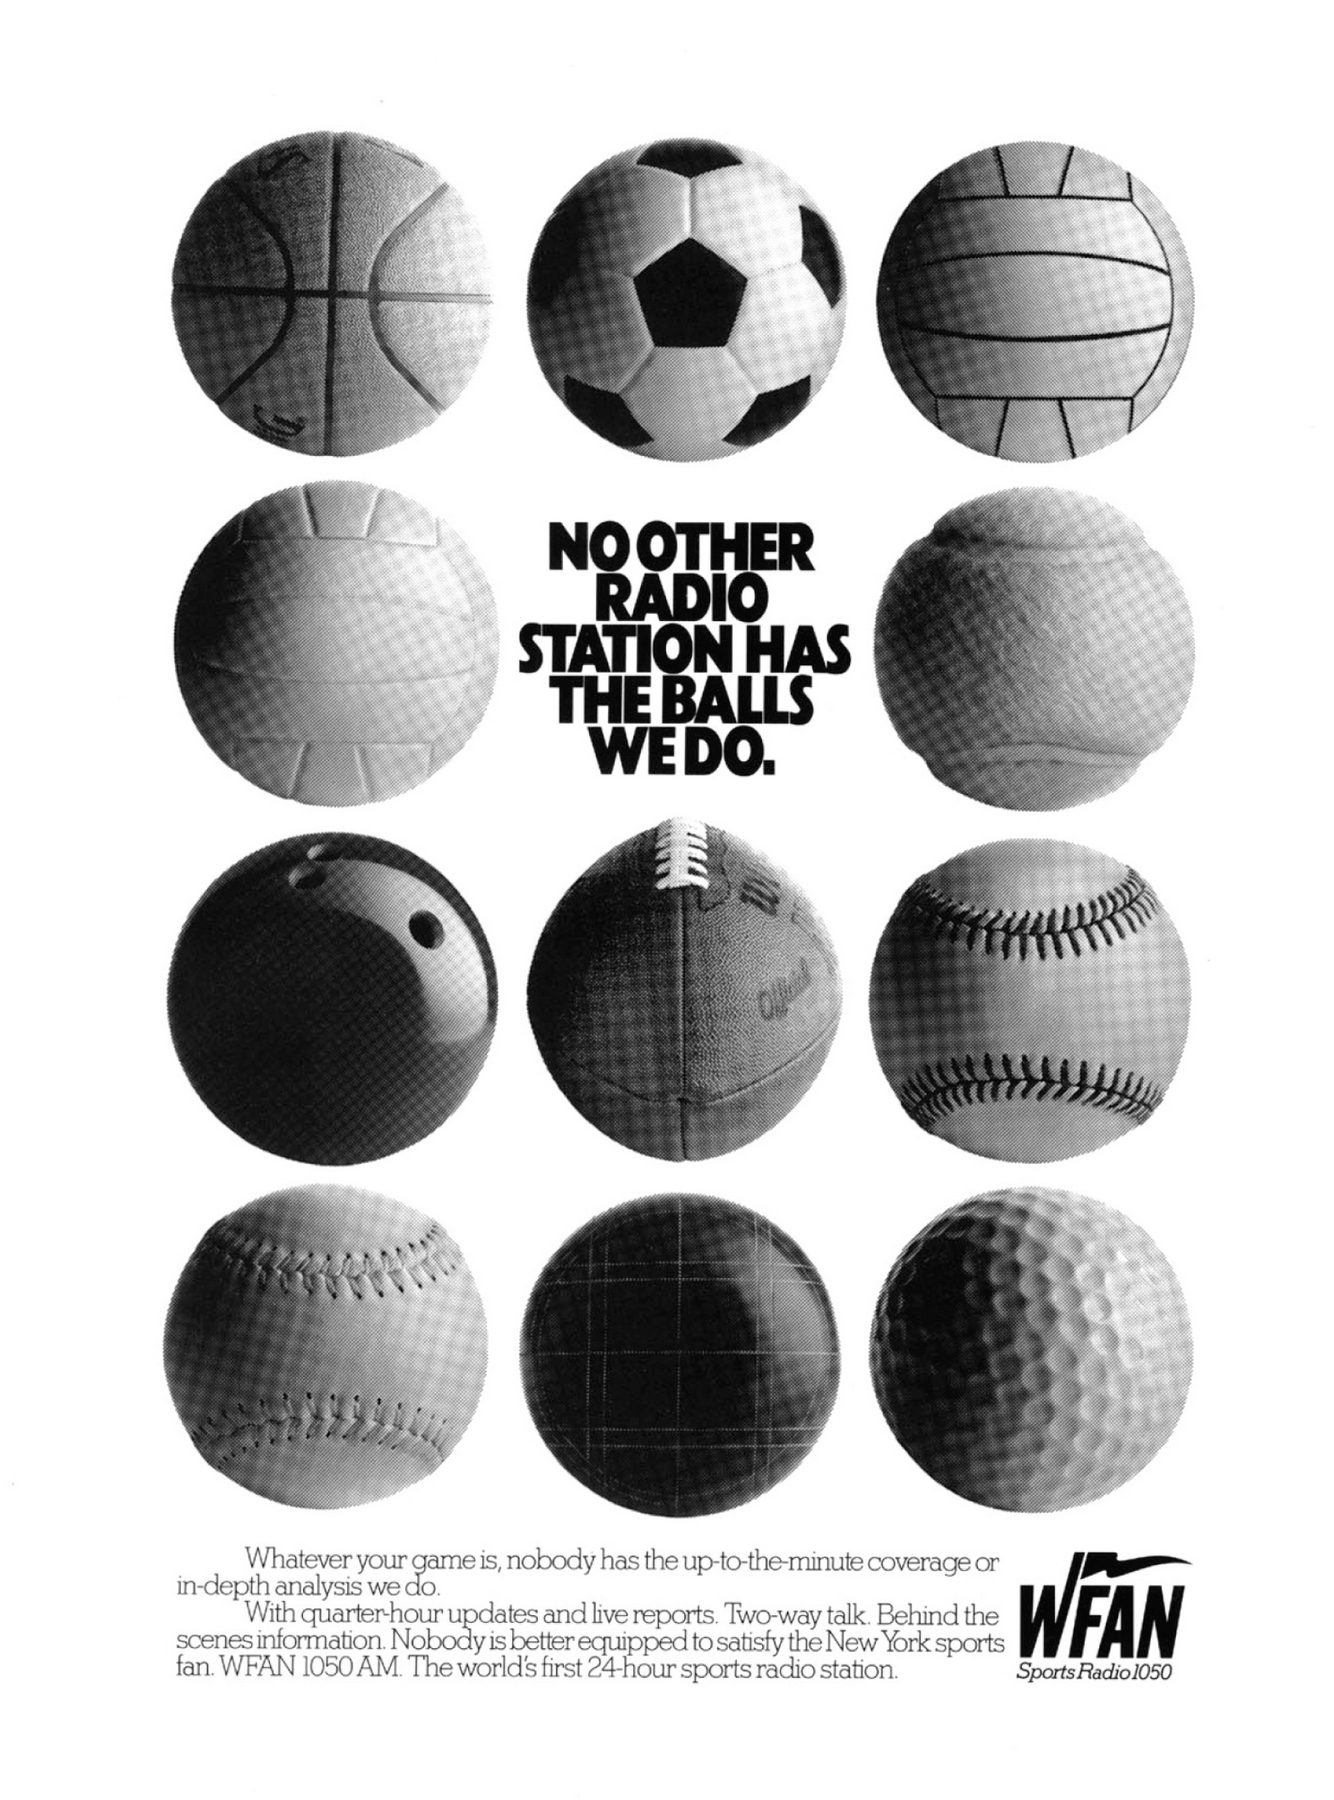 NO OTHER
RADIO
STATION HAS
THE BALLS
WE DO.
Official
Whatever your game is, nobody has the up-to-the-minute coverage or
in-depth analysis we do.
With quarter-hour updates and live reports. Two-way talk. Behind the
scenes information. Nobody is better equipped to satisfy the New York sports
fan. WFAN 1050 AM. The world's first 24-hour sports radio station.
WFAN
Sports Radio 1050